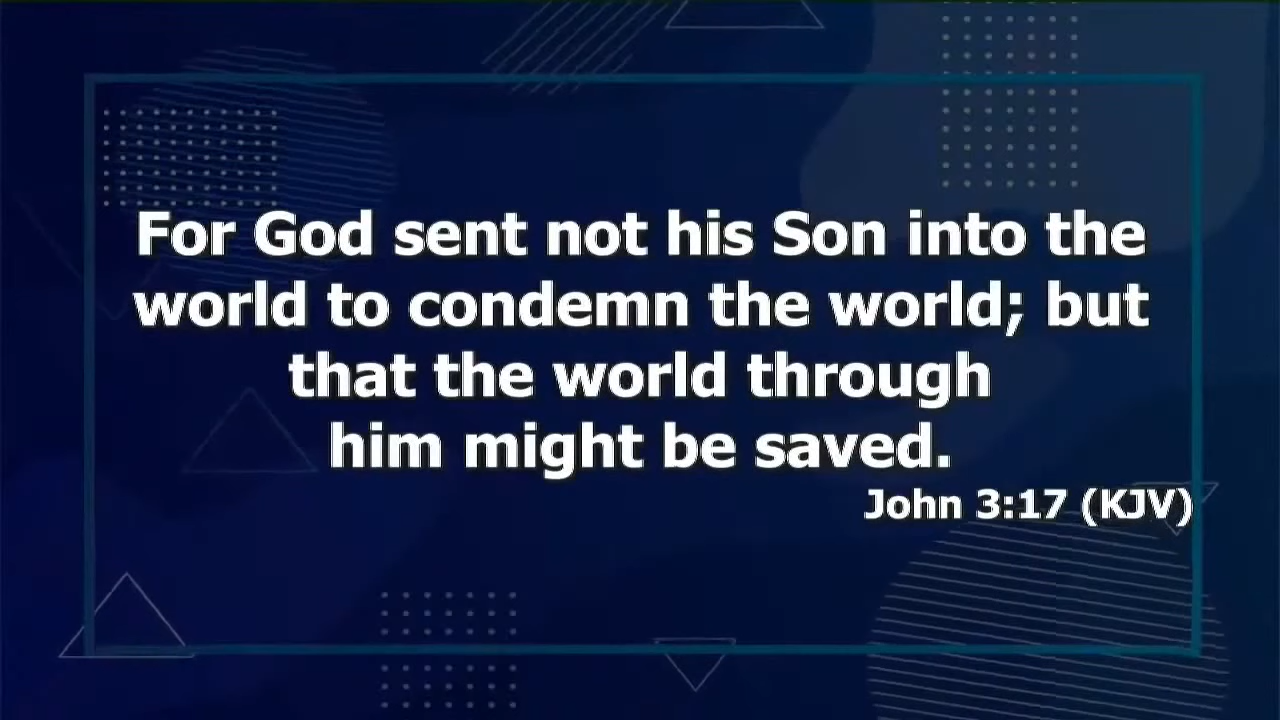 For God sent not his Son into the
world to condemn the world; but
that the world through
him might be saved.
John 3:17 (KJV)